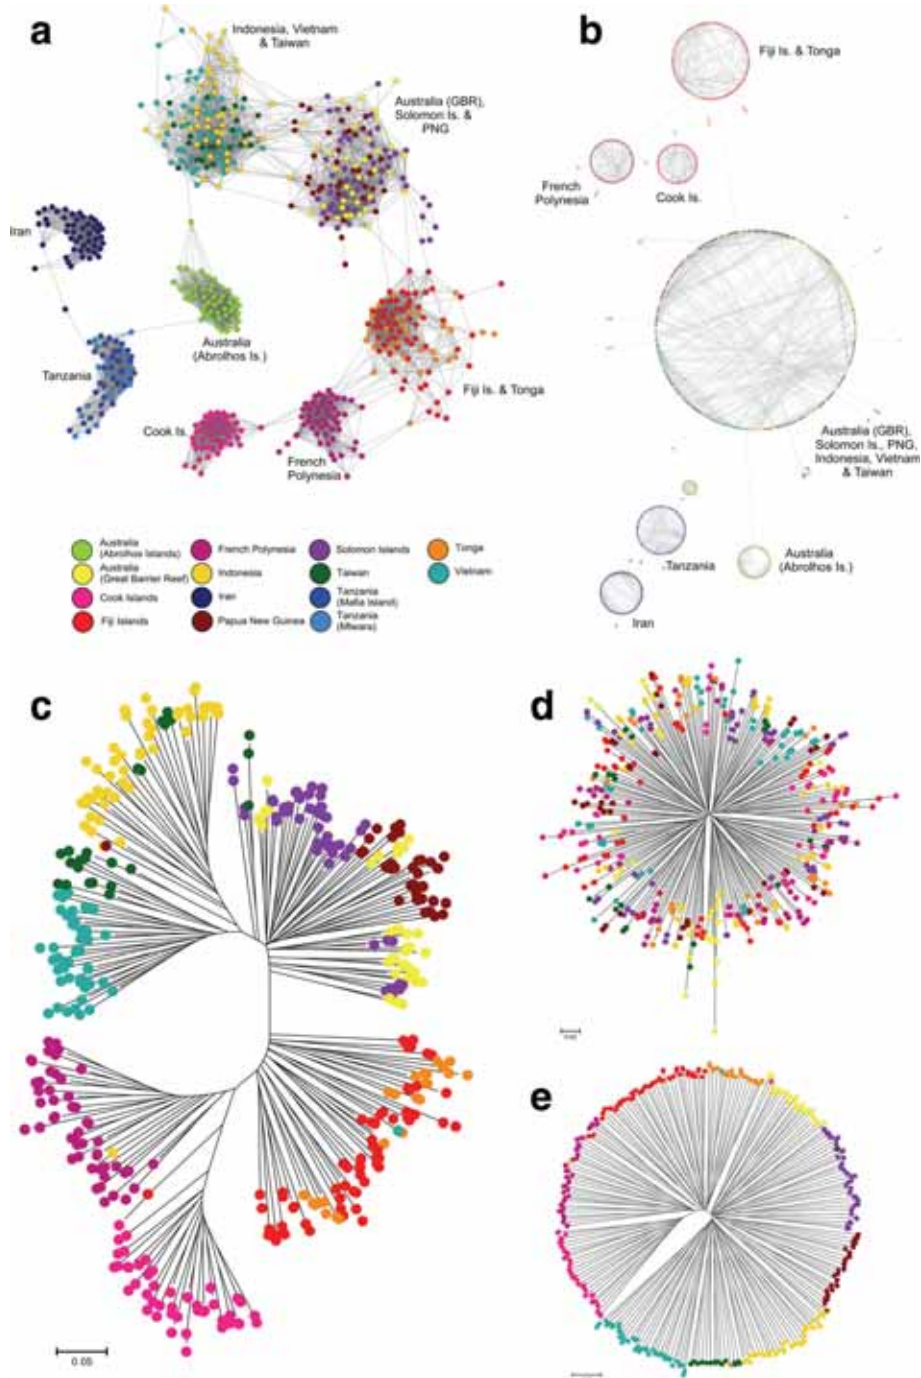 a
Indonesia, Vietnam
& Taiwan
Australia (GBR),
Solomon Is. &
PNG
Iran
Australia
(Abrolhos Is.)
Tanzania
Fiji Is. & Tonga
Cook Is.
French
Polynesia
b
Fiji Is. & Tonga
French
Polynesia
Cook Is.
Australia (GBR),
Solomon Is., PNG,
Indonesia, Vietnam
& Taiwan
Tanzania
Australia
(Abrolhos Is.)
Iran
Australia
(Abrolhos Islands)
Australia
(Great Barrier Reef)
Cook Islands
Fiji Islands
French Polynesia
Indonesia
Iran
Papua New Guinea
Solomon Islands
Taiwan
Tanzania
(Mafia Island)
Tanzania
(Mtwara)
Tonga
Vietnam
c
0.05
d
e